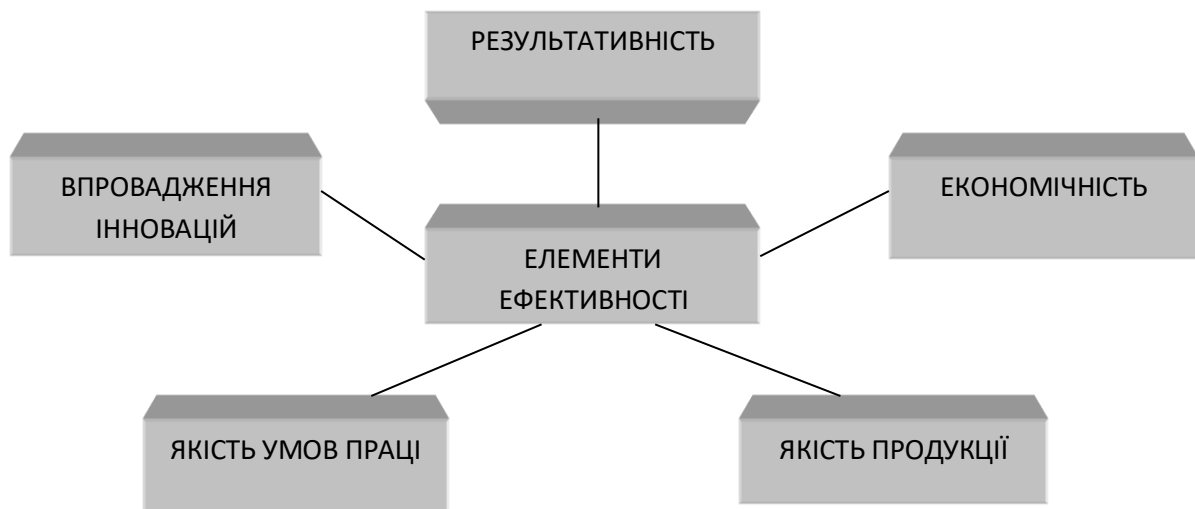 РЕЗУЛЬТАТИВНІСТЬ
ВПРОВАДЖЕННЯ
ІННОВАЦІЙ
ЕКОНОМІЧНІСТЬ
ЕЛЕМЕНТИ
ЕФЕКТИВНОСТІ
ЯКІСТЬ УМОВ ПРАЦІ
ЯКІСТЬ ПРОДУКЦІЇ